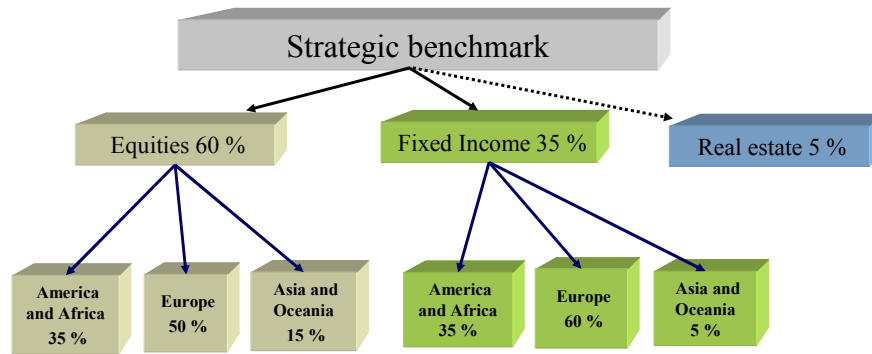 Strategic benchmark
Equities 60 %
Fixed Income 35 %
Real estate 5 %
America
and Africa
35 %
Europe
50 %
Asia and
Oceania
15 %
America
and Africa
35 %
Europe
60 %
Asia and
Oceania
5 %